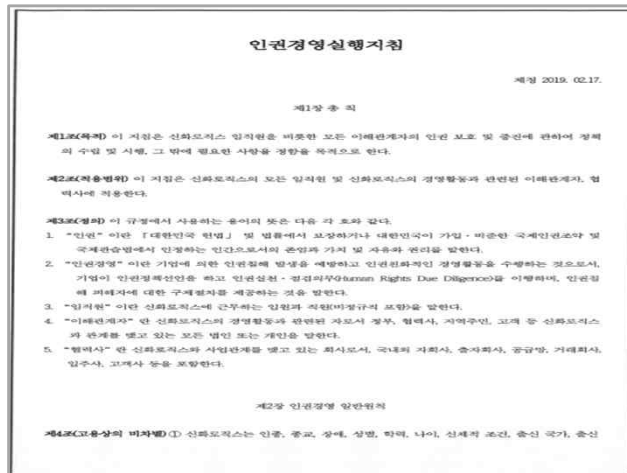 인권경영실행지침
제정 2019. 02.17.
제1장 총 칙
제1조(목적) 이 지침은 신화로직스 임직원을 비롯한 모든 이해관계자의 인권 보호 및 증진에 관하여 정책
의 수립 및 시행, 그 밖에 필요한 사항을 정함을 목적으로 한다.
제2조(적용범위) 이 지침은 신화로직스의 모든 임직원 및 신화로직스의 경영활동과 관련된 이해관계자, 협
력사에 적용한다.
제3조(정의) 이 규정에서 사용하는 용어의 뜻은 다음 각 호와 같다.
1. "인권" 이란 「대한민국 헌법」 및 법률에서 보장하거나 대한민국이 가입·비준한 국제인권조약 및
국제관습법에서 인정하는 인간으로서의 존엄과 가치 및 자유와 권리를 말한다.
2. "인권경영" 이란 기업에 의한 인권침해 발생을 예방하고 인권친화적인 경영활동을 수행하는 것으로서,
기업이 인권정책선언을 하고 인권실천·점검의무(Human Rights Due Diligence)를 이행하며, 인권침
해 피해자에 대한 구제절차를 제공하는 것을 말한다.
3. "임직원" 이란 신화로직스에 근무하는 임원과 직원(비정규직 포함)을 말한다.
4. "이해관계자" 란 신화로직스의 경영활동과 관련된 자로서 정부, 협력사, 지역주민, 고객 등 신화로직스
와 관계를 맺고 있는 모든 법인 또는 개인을 말한다.
5. "협력사" 란 신화로직스와 사업관계를 맺고 있는 회사로서, 국내외 자회사, 출자회사, 공급망, 거래회사,
입주사, 고객사 등을 포함한다.
제2장 인권경영 일반원칙
제4조(고용상의 비차별) ① 신화로직스는 인종, 종교, 장애, 성별, 학력, 나이, 신체적 조건, 출신 국가, 출신